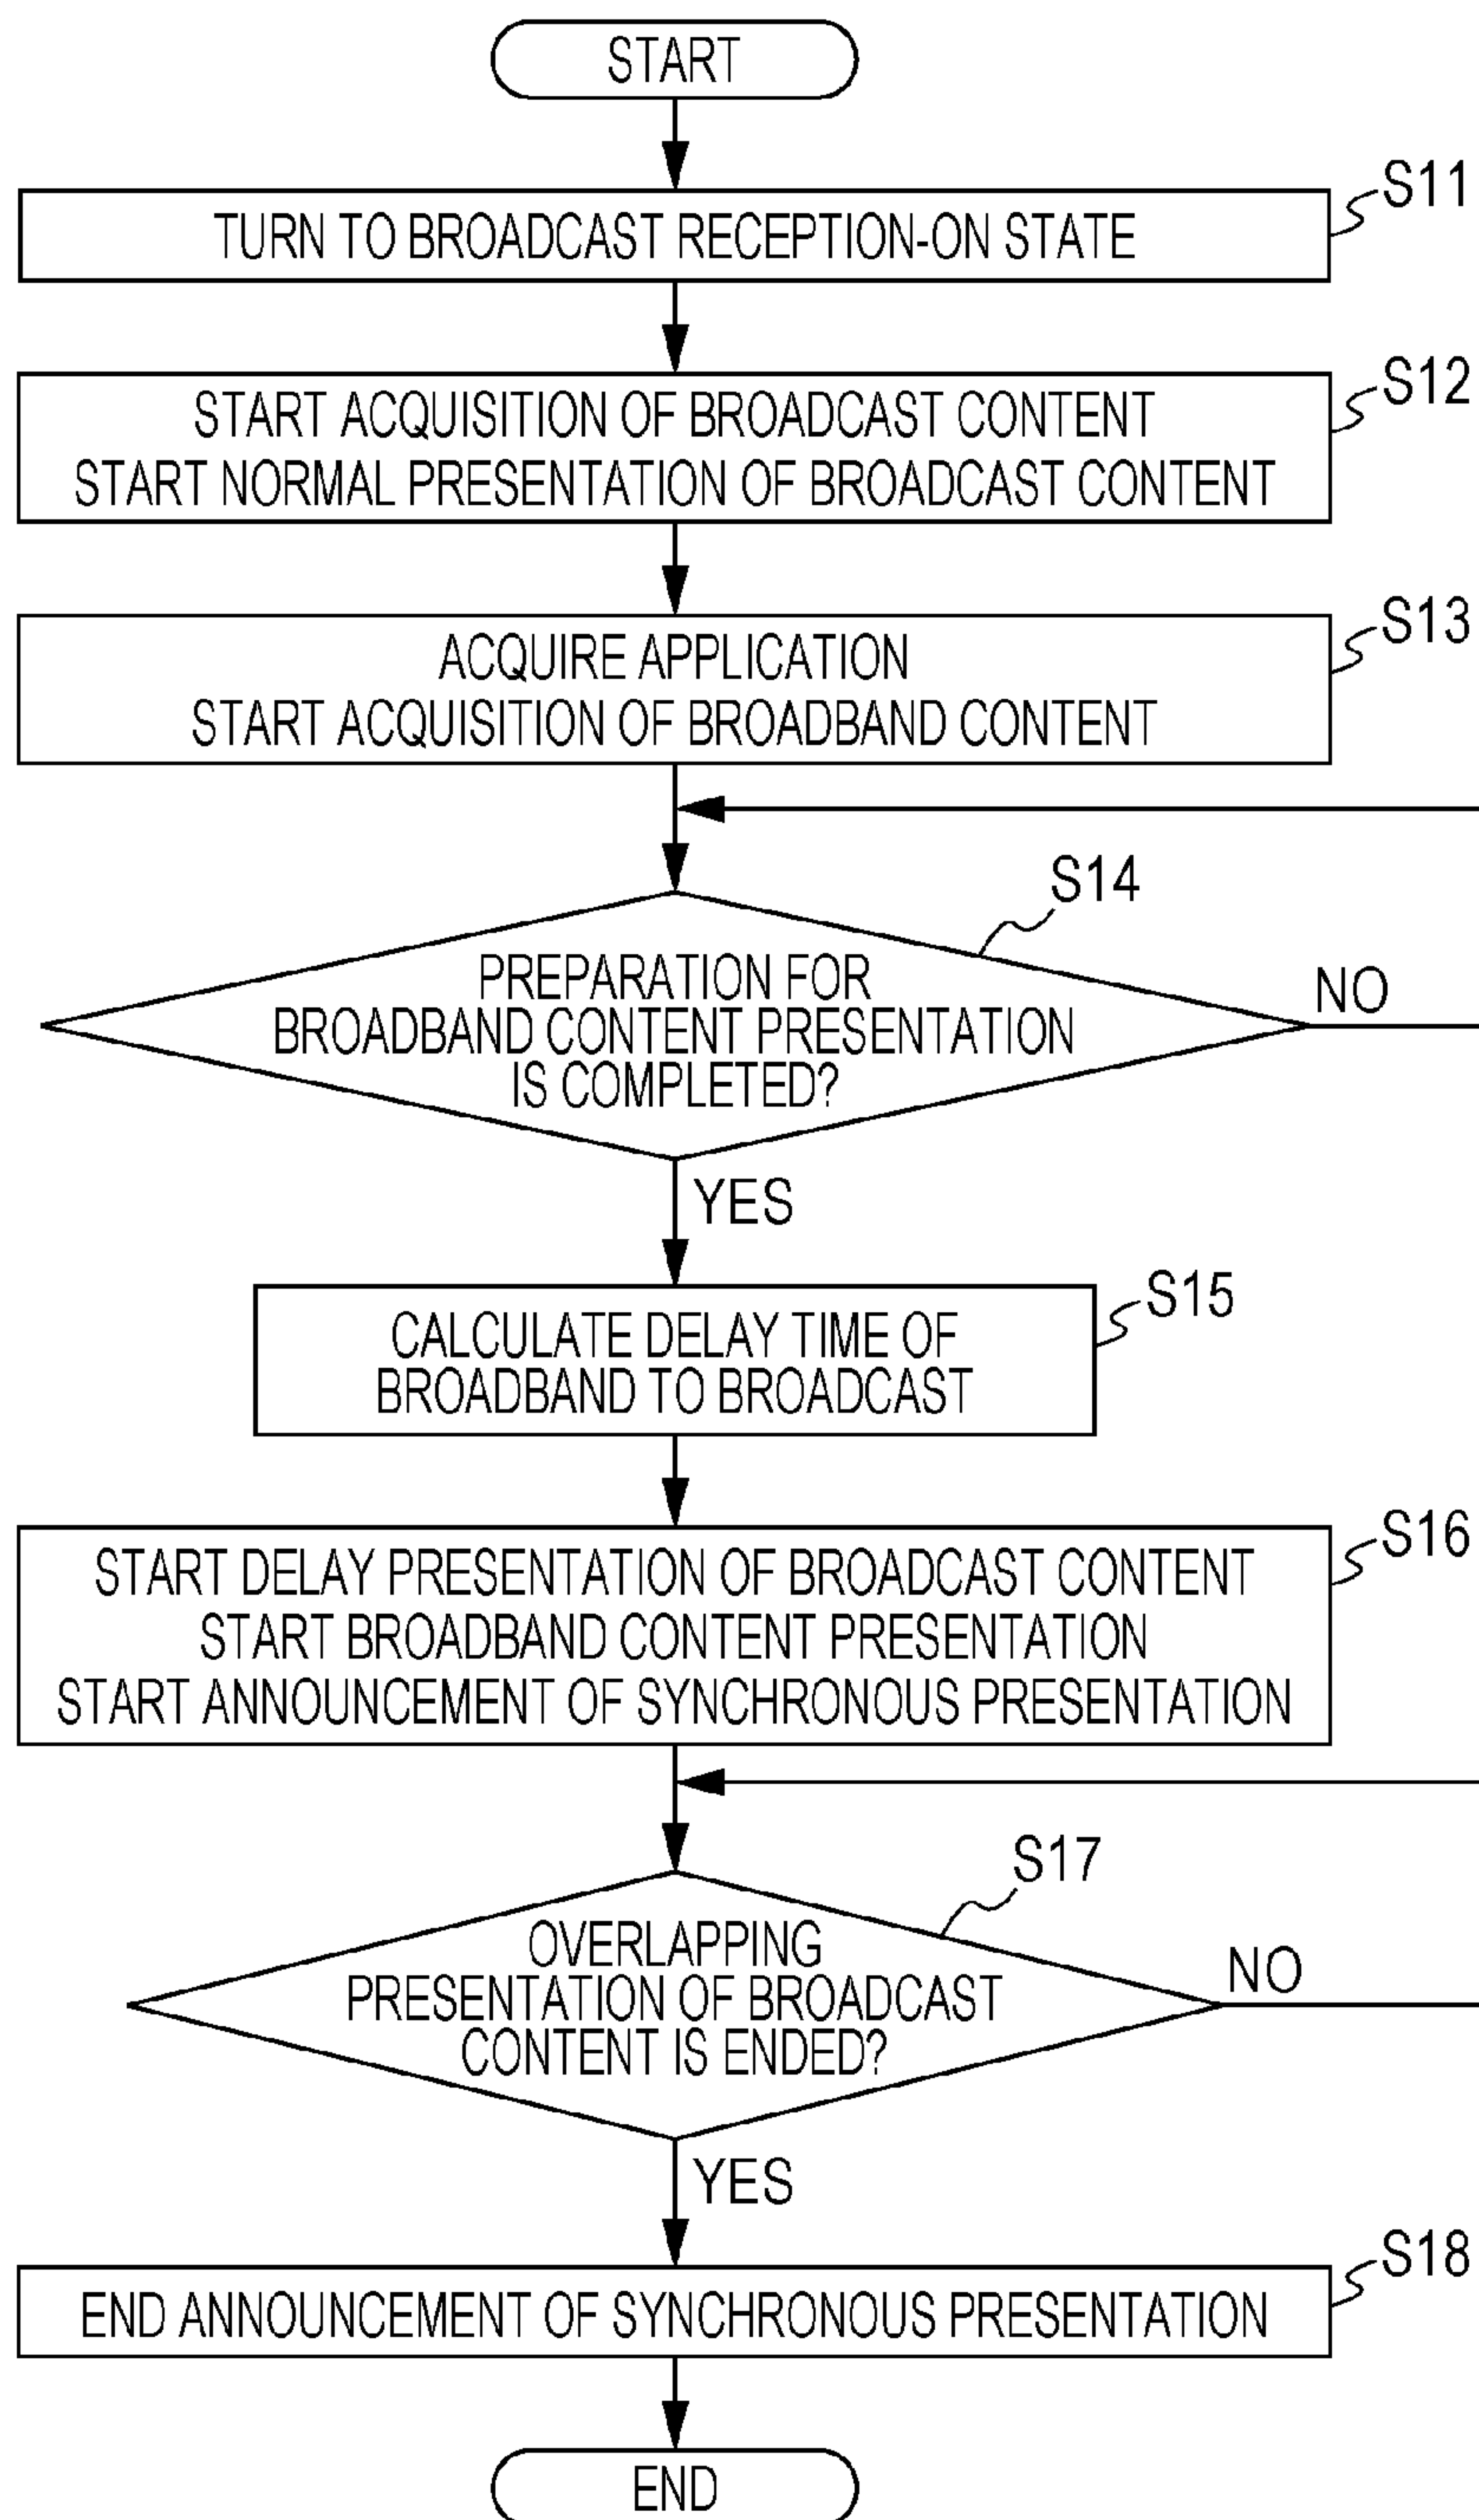 START
S11
TURN TO BROADCAST RECEPTION-ON STATE
S12
START ACQUISITION OF BROADCAST CONTENT
START NORMAL PRESENTATION OF BROADCAST CONTENT
S13
ACQUIRE APPLICATION
START ACQUISITION OF BROADBAND CONTENT
S14
PREPARATION FOR
BROADBAND CONTENT PRESENTATION
IS COMPLETED?
NO
YES
S15
CALCULATE DELAY TIME OF
BROADBAND TO BROADCAST
S16
START DELAY PRESENTATION OF BROADCAST CONTENT
START BROADBAND CONTENT PRESENTATION
START ANNOUNCEMENT OF SYNCHRONOUS PRESENTATION
S17
OVERLAPPING
PRESENTATION OF BROADCAST
CONTENT IS ENDED?
NO
YES
S18
END ANNOUNCEMENT OF SYNCHRONOUS PRESENTATION
END